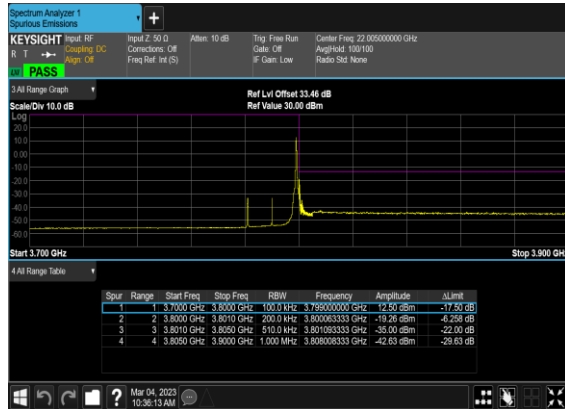 Spectrum Analyzer 1
Spurious Emissions
KEYSIGHT Input: RF Input Z: 50 Ω Atten: 10 dB Trig: Free Run Center Freq: 22.005000000 GHz
R T Coupling: DC Corrections: Off Gate: Off Avg|Hold: 100/100
Align: Off Freq Ref: Int (S) IF Gain: Low Radio Std: None
PASS
3 All Range Graph
Ref Lvl Offset 33.46 dB
Scale/Div 10.0 dB Ref Value 30.00 dBm
Log
20.0
10.0
0.00
-10.0
-20.0
-30.0
-40.0
-50.0
-60.0
Start 3.700 GHz Stop 3.900 GH
4 All Range Table
Spur Range Start Freq Stop Freq RBW Frequency Amplitude ΔLimit
1 1 3.7000 GHz 3.8000 GHz 100.0 kHz 3.799000000 GHz 12.50 dBm -17.50 dB
2 2 3.8000 GHz 3.8010 GHz 200.0 kHz 3.800063333 GHz -19.26 dBm -6.258 dB
3 3 3.8010 GHz 3.8050 GHz 510.0 kHz 3.801093333 GHz -35.00 dBm -22.00 dB
4 4 3.8050 GHz 3.9000 GHz 1.000 MHz 3.808008333 GHz -42.63 dBm -29.63 dB
? Mar 04, 2023
10:36:13 AM